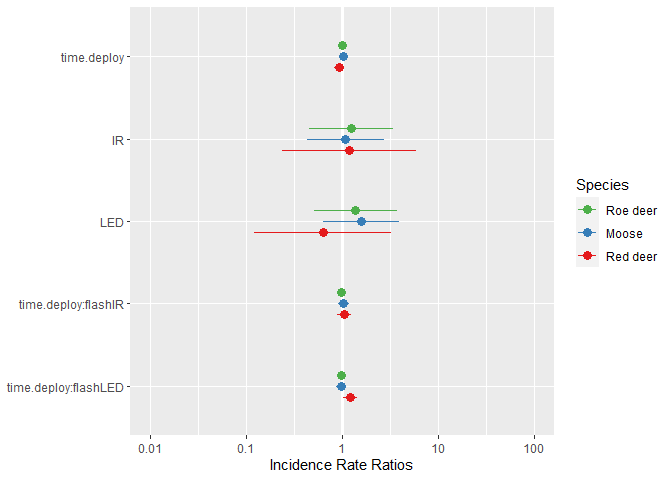 time.deploy
IR
LED
time.deploy:flashIR
time.deploy:flashLED
0.01 0.1 1 10 100
Incidence Rate Ratios
Species
Roe deer
Moose
Red deer